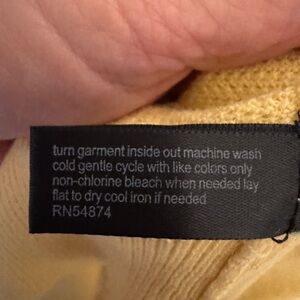 turn garment inside out machine wash
cold gentle cycle with like colors only
non-chlorine bleach when needed lay
flat to dry cool iron if needed
RN54874